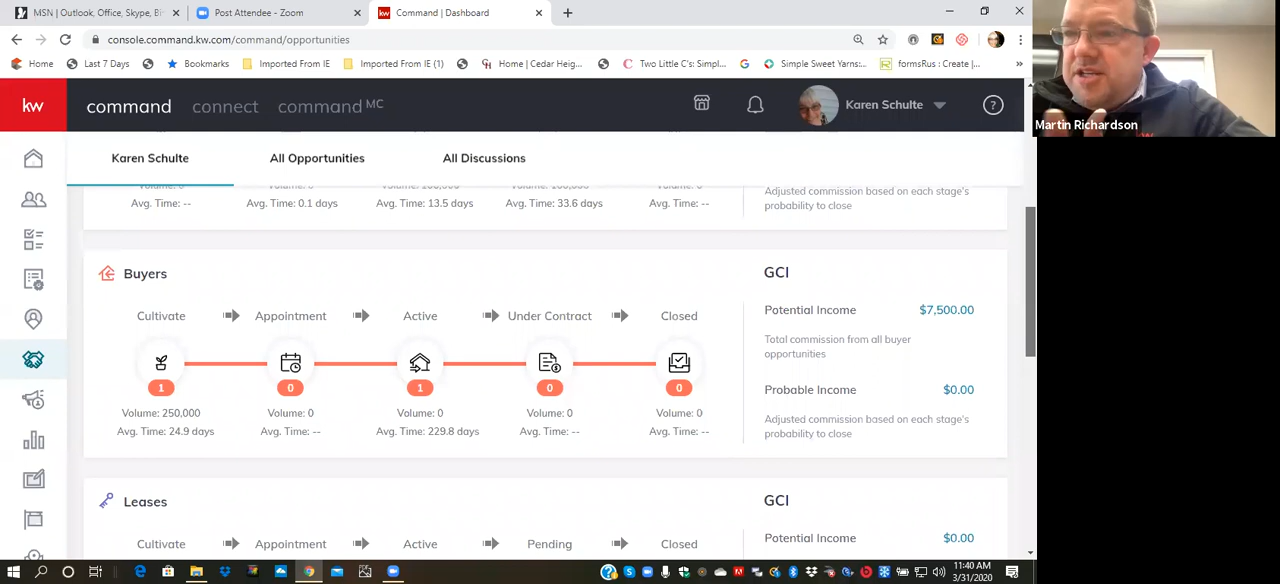 MSN | Outlook, Office, Skype, Bi
Post Attendee - Zoom
kw Command | Dashboard
console.command.kw.com/command/opportunities
Home
Last 7 Days
Bookmarks
Imported From IE
Imported From IE (1)
Home | Cedar Heig...
Two Little C's: Simpl...
Simple Sweet Yarns:...
formsRus : Create |...
kw
command
connect
command MC
Karen Schulte
?
Martin Richardson
Karen Schulte
All Opportunities
All Discussions
Avg. Time: --
Avg. Time: 0.1 days
Avg. Time: 13.5 days
Avg. Time: 33.6 days
Avg. Time: --
Adjusted commission based on each stage's
probability to close
Buyers
GCI
Cultivate
Appointment
Active
Under Contract
Closed
Potential Income
$7,500.00
Total commission from all buyer
opportunities
1
0
1
0
0
Probable Income
$0.00
Volume: 250,000
Volume: 0
Volume: 0
Volume: 0
Volume: 0
Avg. Time: 24.9 days
Avg. Time: --
Avg. Time: 229.8 days
Avg. Time: --
Avg. Time: --
Adjusted commission based on each stage's
probability to close
Leases
GCI
Cultivate
Appointment
Active
Pending
Closed
Potential Income
$0.00
11:40 AM
3/31/2020